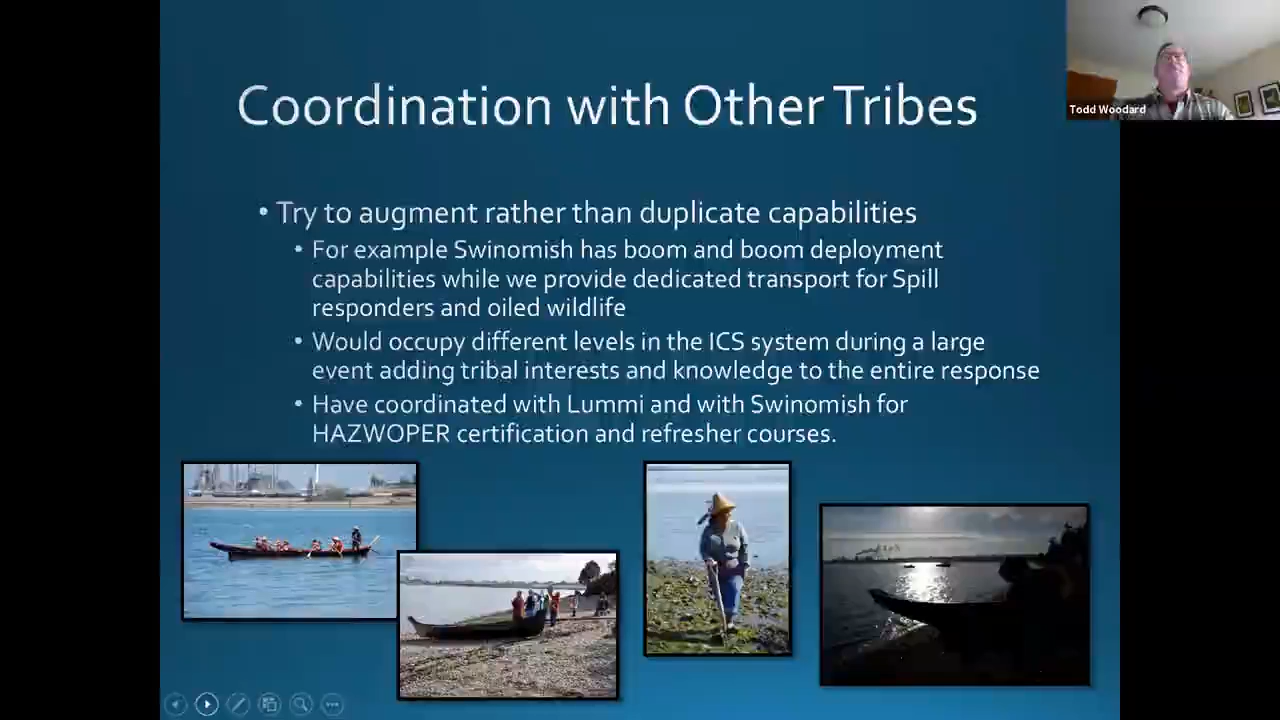 Coordination with Other Tribes
Todd Woodard
• Try to augment rather than duplicate capabilities
• For example Swinomish has boom and boom deployment
capabilities while we provide dedicated transport for Spill
responders and oiled wildlife
• Would occupy different levels in the ICS system during a large
event adding tribal interests and knowledge to the entire response
• Have coordinated with Lummi and with Swinomish for
HAZWOPER certification and refresher courses.